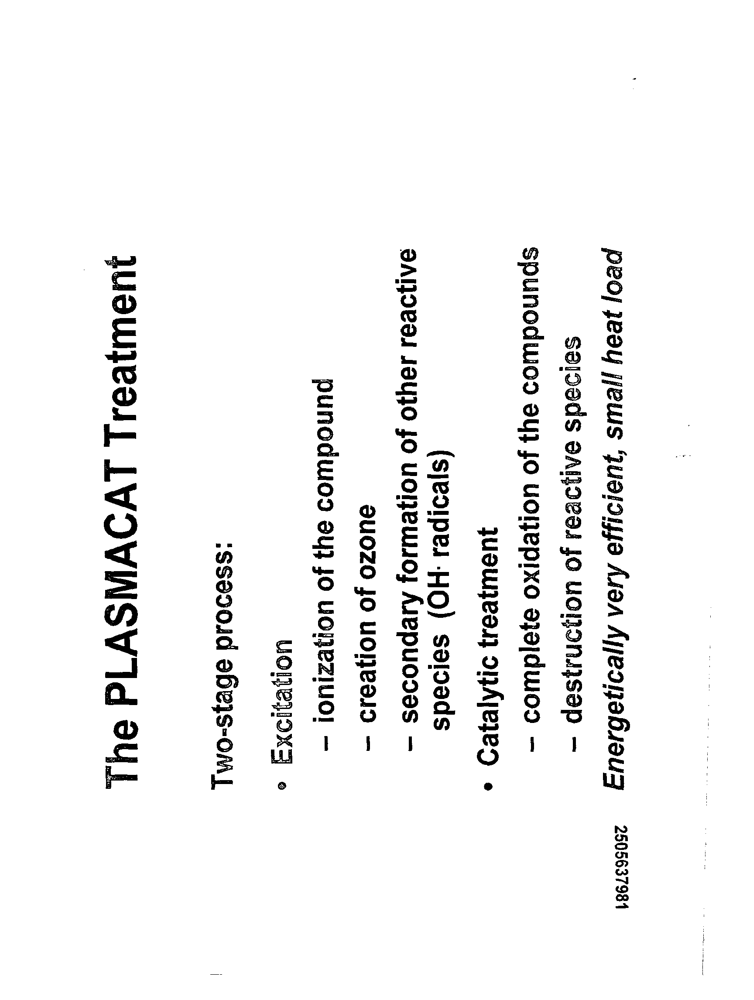 The PLASMACAT Treatment
Two-stage process:
• Excitation
– ionization of the compound
– creation of ozone
– secondary formation of other reactive
species (OH· radicals)
• Catalytic treatment
– complete oxidation of the compounds
– destruction of reactive species
Energetically very efficient, small heat load
2505637981